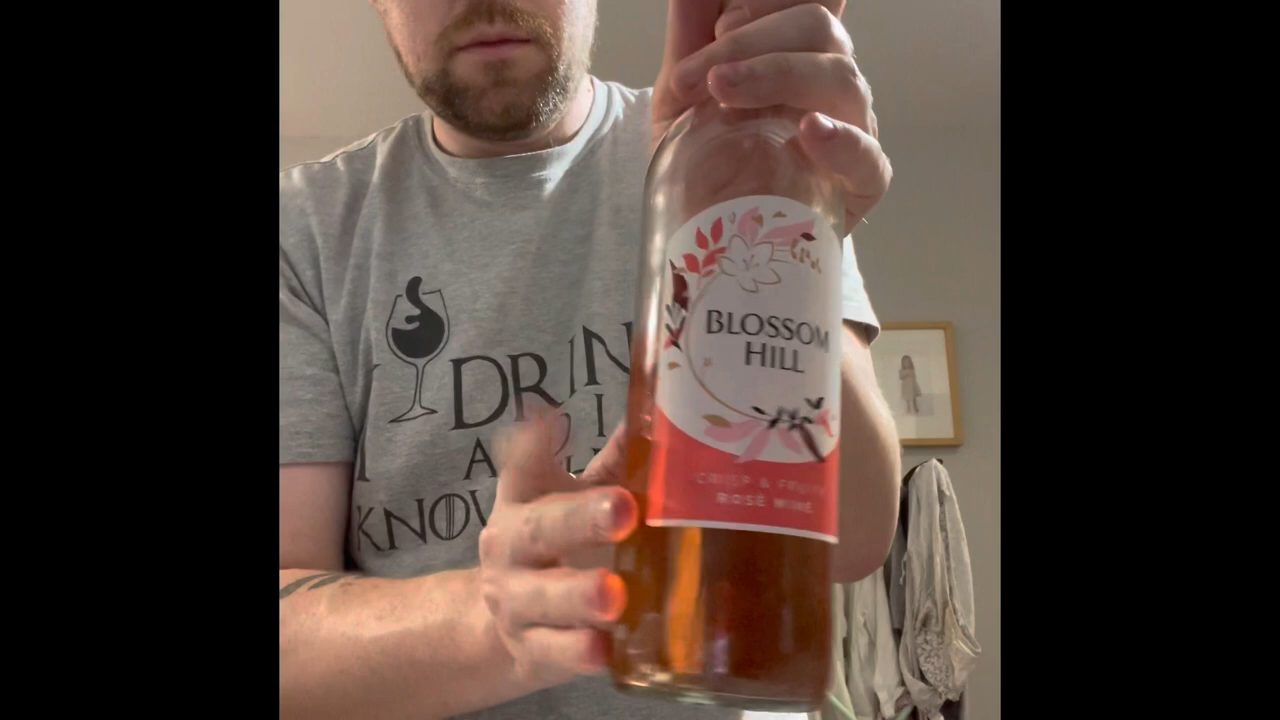 I DRIN
A D I
KNOW
BLOSSOM
HILL
CRISP & FRUITY
ROSÉ WINE